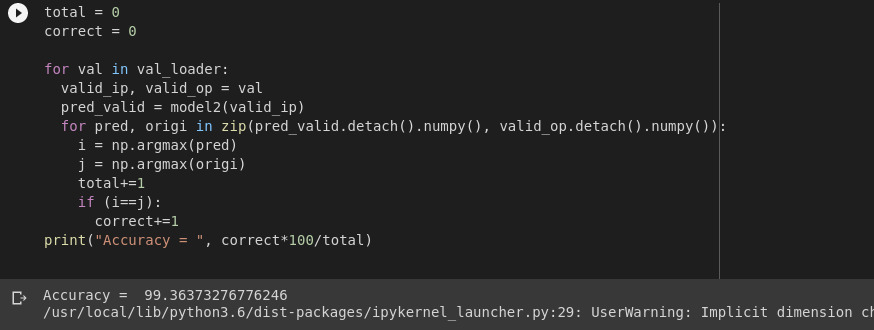 total = 0
correct = 0
for val in val_loader:
  valid_ip, valid_op = val
  pred_valid = model2(valid_ip)
  for pred, origi in zip(pred_valid.detach().numpy(), valid_op.detach().numpy()):
    i = np.argmax(pred)
    j = np.argmax(origi)
    total+=1
    if (i==j):
      correct+=1
print("Accuracy = ", correct*100/total)
Accuracy =  99.36373276776246
/usr/local/lib/python3.6/dist-packages/ipykernel_launcher.py:29: UserWarning: Implicit dimension ch